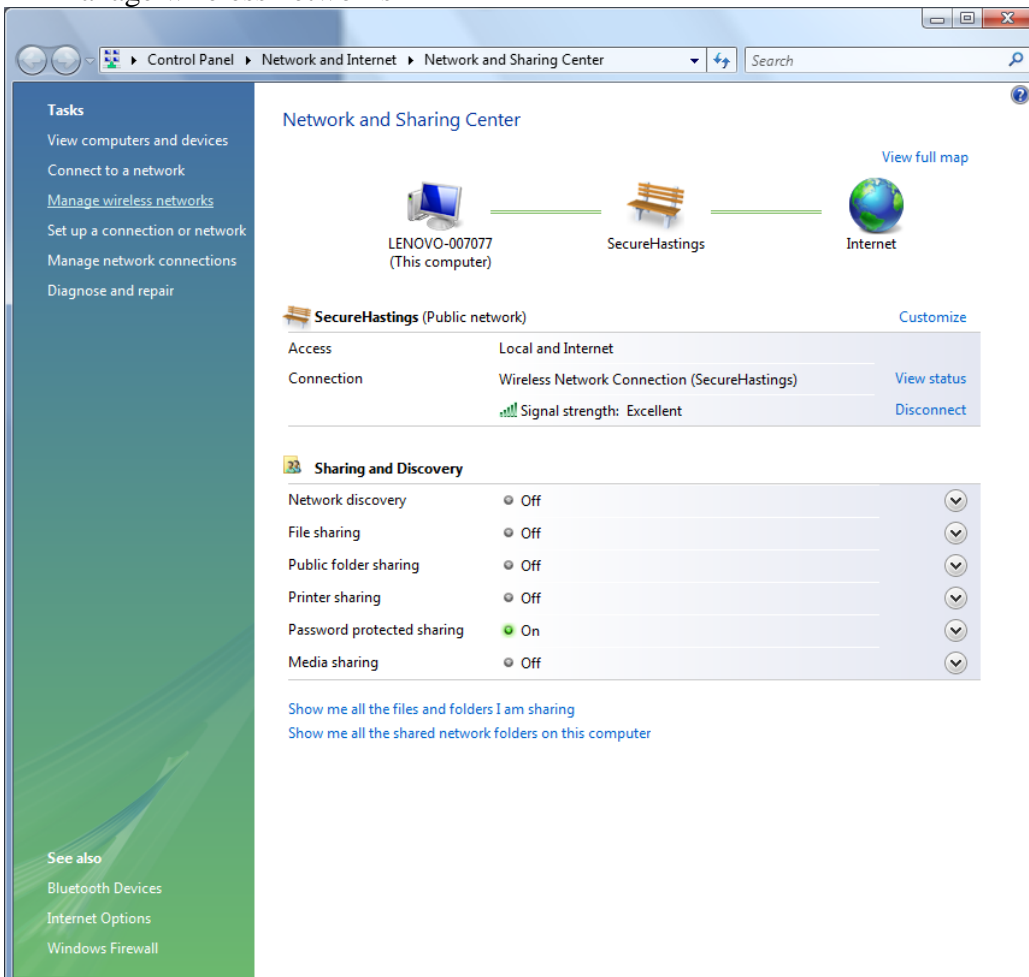 Control Panel ▸ Network and Internet ▸ Network and Sharing Center
Search
Tasks
View computers and devices
Connect to a network
Manage wireless networks
Set up a connection or network
Manage network connections
Diagnose and repair
Network and Sharing Center
View full map
LENOVO-007077
(This computer)
SecureHastings
Internet
SecureHastings (Public network)
Customize
Access
Local and Internet
Connection
Wireless Network Connection (SecureHastings)
View status
Signal strength: Excellent
Disconnect
Sharing and Discovery
Network discovery
Off
File sharing
Off
Public folder sharing
Off
Printer sharing
Off
Password protected sharing
On
Media sharing
Off
Show me all the files and folders I am sharing
Show me all the shared network folders on this computer
See also
Bluetooth Devices
Internet Options
Windows Firewall